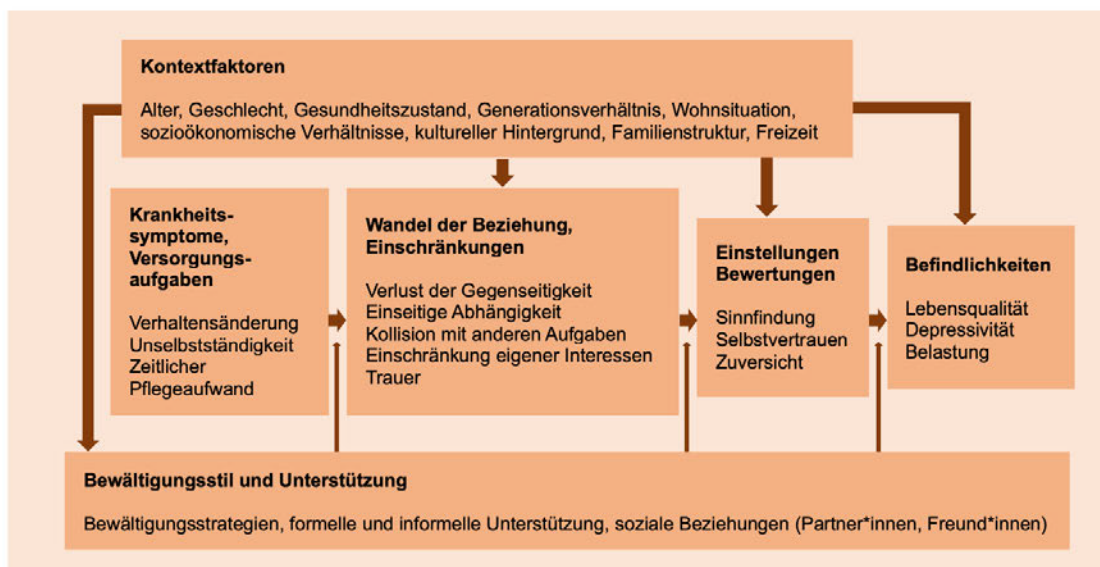 Kontextfaktoren
Alter, Geschlecht, Gesundheitszustand, Generationsverhältnis, Wohnsituation,
sozioökonomische Verhältnisse, kultureller Hintergrund, Familienstruktur, Freizeit
Krankheits-
symptome,
Versorgungs-
aufgaben
Verhaltensänderung
Unselbstständigkeit
Zeitlicher
Pflegeaufwand
Wandel der Beziehung,
Einschränkungen
Verlust der Gegenseitigkeit
Einseitige Abhängigkeit
Kollision mit anderen Aufgaben
Einschränkung eigener Interessen
Trauer
Einstellungen
Bewertungen
Sinnfindung
Selbstvertrauen
Zuversicht
Befindlichkeiten
Lebensqualität
Depressivität
Belastung
Bewältigungsstil und Unterstützung
Bewältigungsstrategien, formelle und informelle Unterstützung, soziale Beziehungen (Partner*innen, Freund*innen)